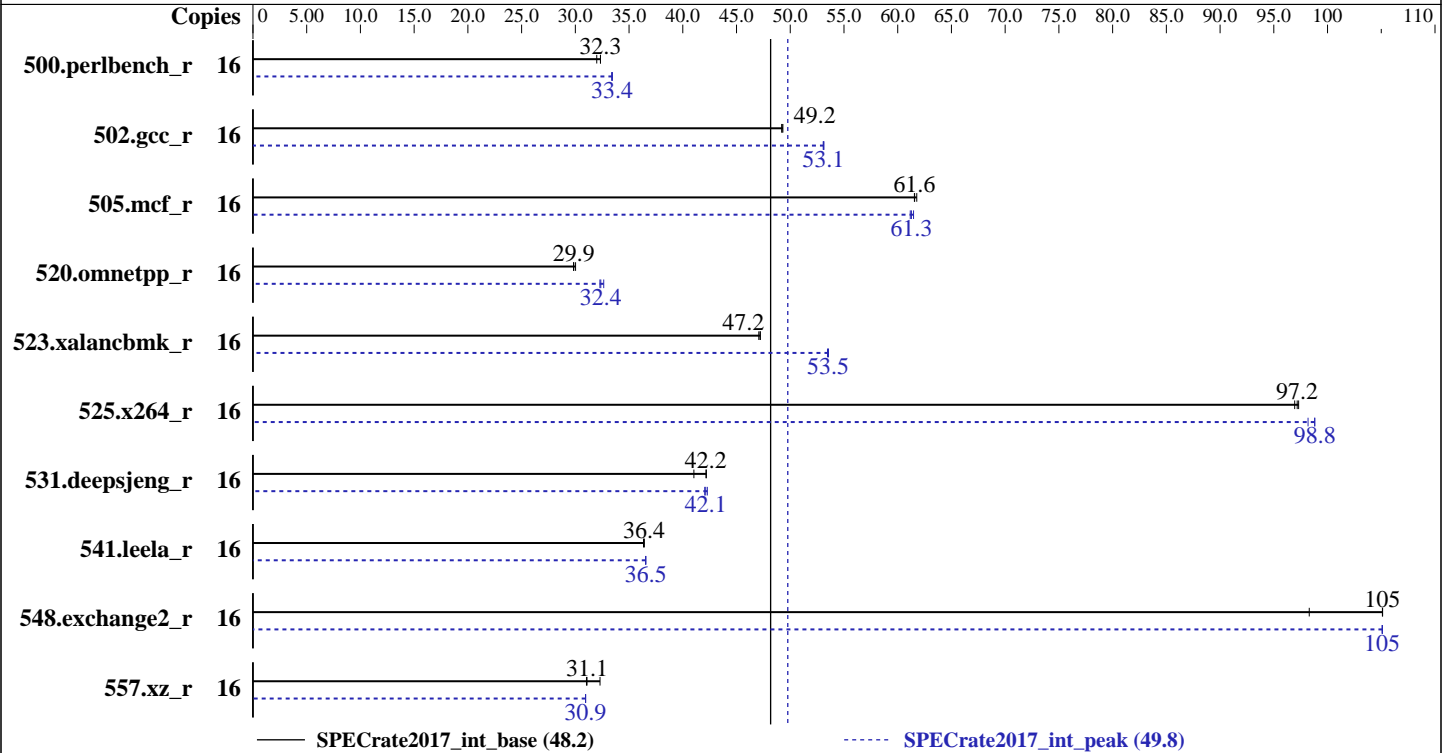 Copies 0 5.00 10.0 15.0 20.0 25.0 30.0 35.0 40.0 45.0 50.0 55.0 60.0 65.0 70.0 75.0 80.0 85.0 90.0 95.0 100 110
32.3
500.perlbench_r 16
33.4
49.2
502.gcc_r 16
53.1
61.6
505.mcf_r 16
61.3
29.9
520.omnetpp_r 16
32.4
47.2
523.xalancbmk_r 16
53.5
97.2
525.x264_r 16
98.8
42.2
531.deepsjeng_r 16
42.1
36.4
541.leela_r 16
36.5
105
548.exchange2_r 16
105
31.1
557.xz_r 16
30.9
SPECrate2017_int_base (48.2) SPECrate2017_int_peak (49.8)